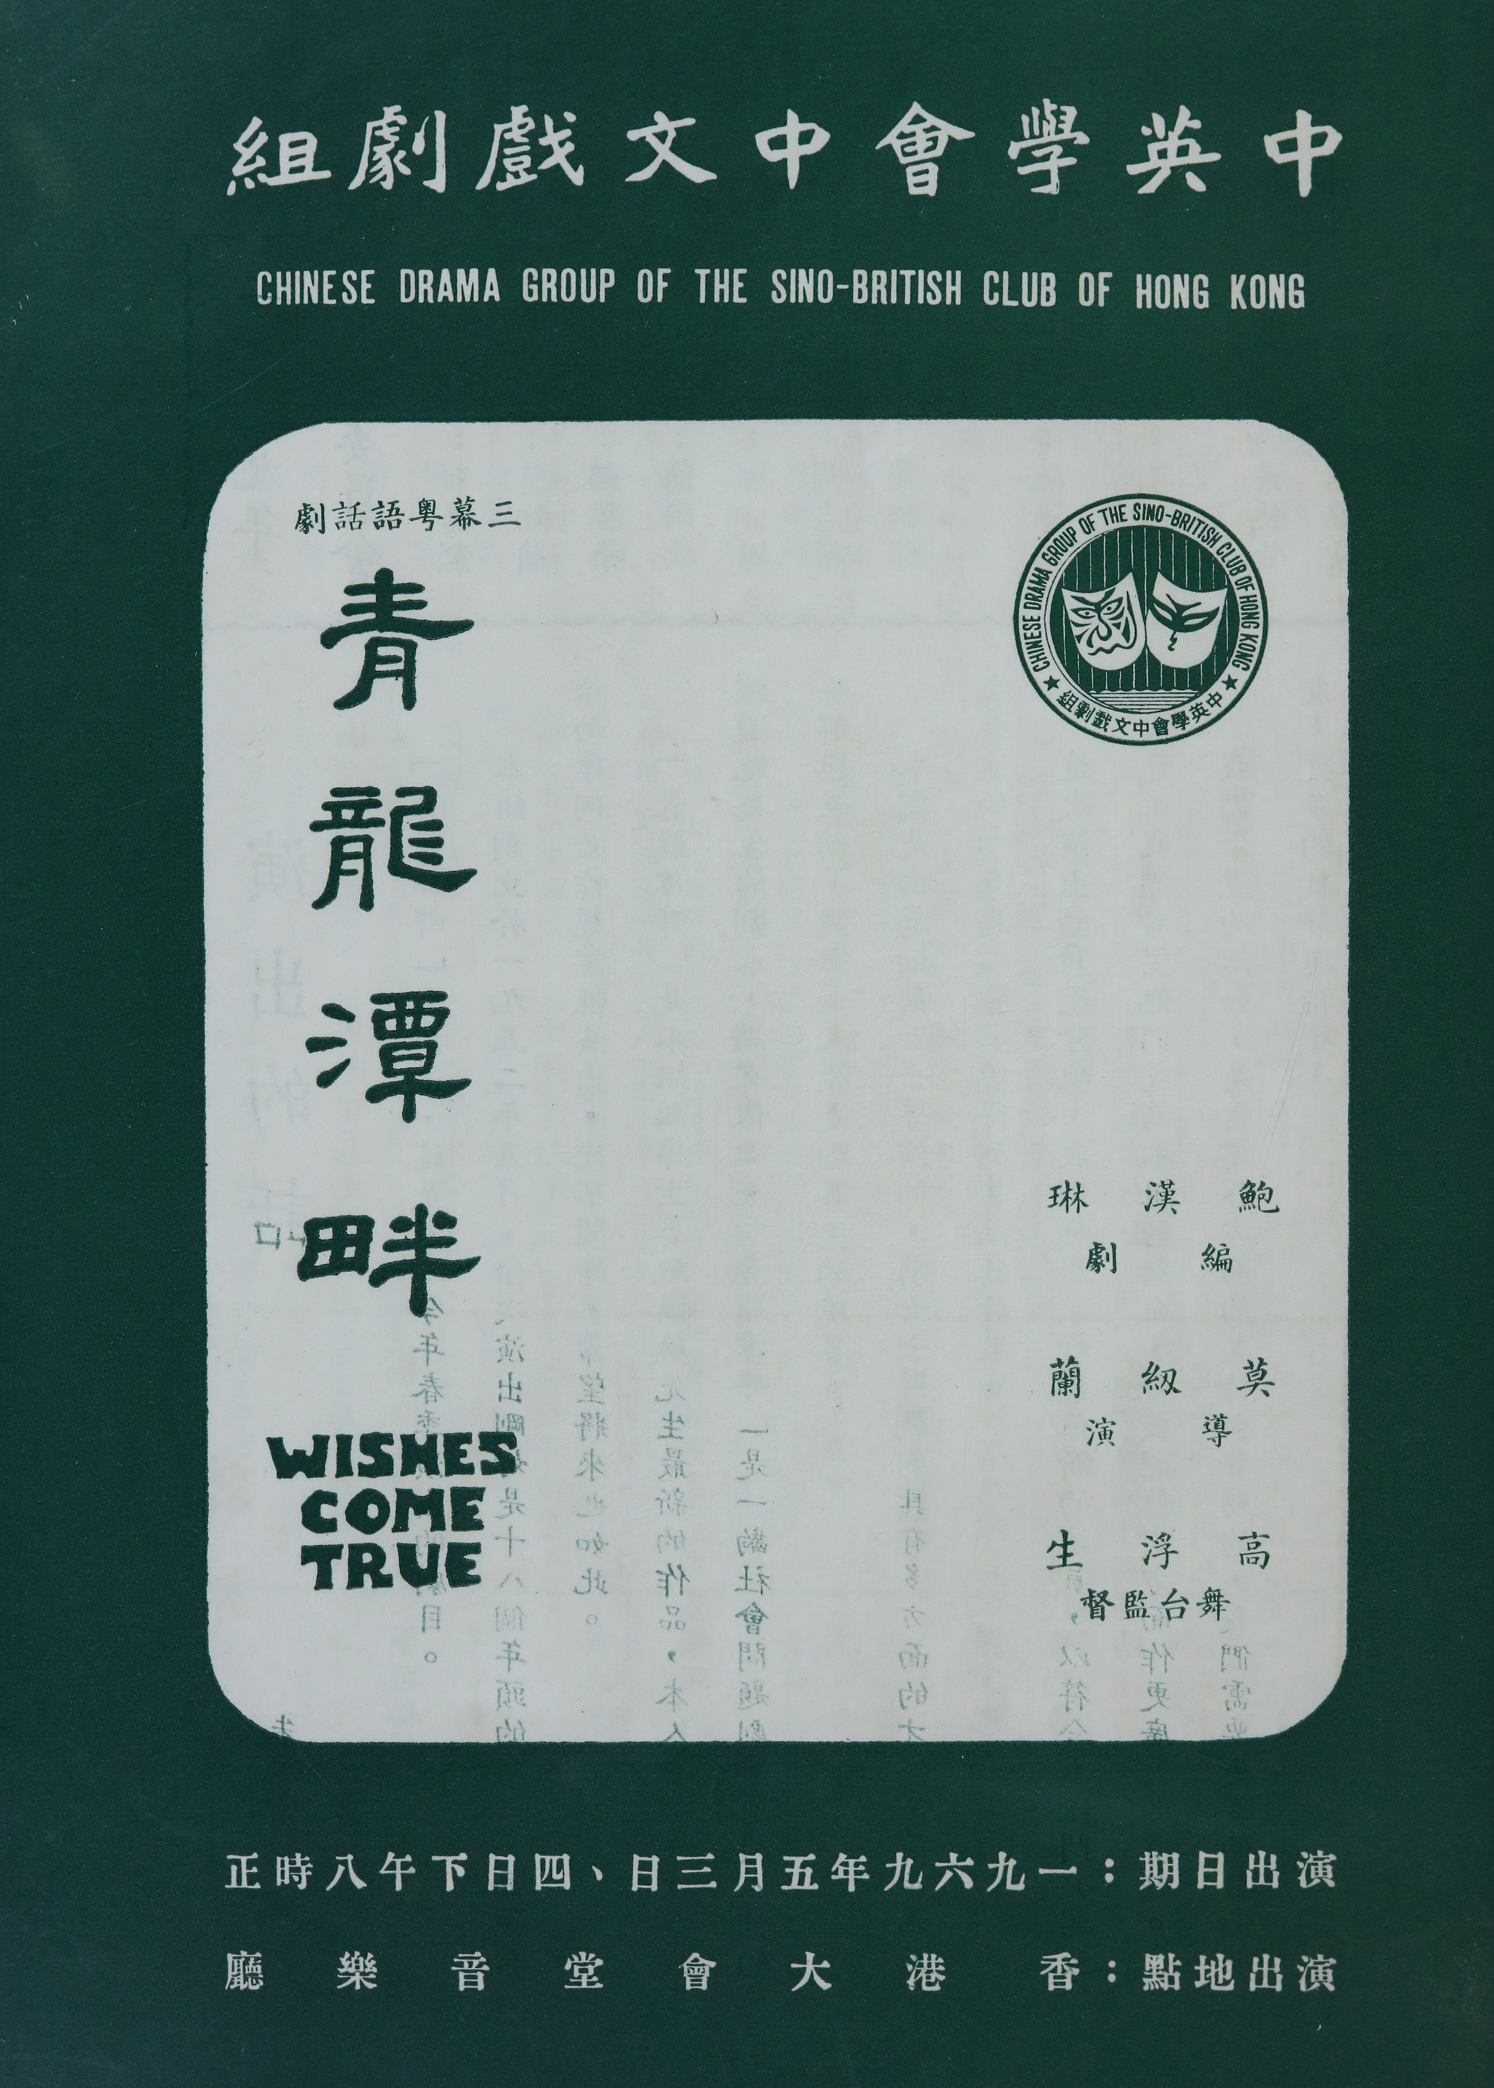 中英學會中文戲劇組
CHINESE DRAMA GROUP OF THE SINO-BRITISH CLUB OF HONG KONG
三幕粵語話劇
青龍潭畔
WISHES
COME
TRUE
CHINESE DRAMA GROUP OF THE SINO-BRITISH CLUB OF HONG KONG
中英學會中文戲劇組
鮑漢琳
編劇
莫紉蘭
導演
高浮生
舞台監督
演出日期：一九六九年五月三日、四日下午八時正
演出地點：香港大會堂音樂廳